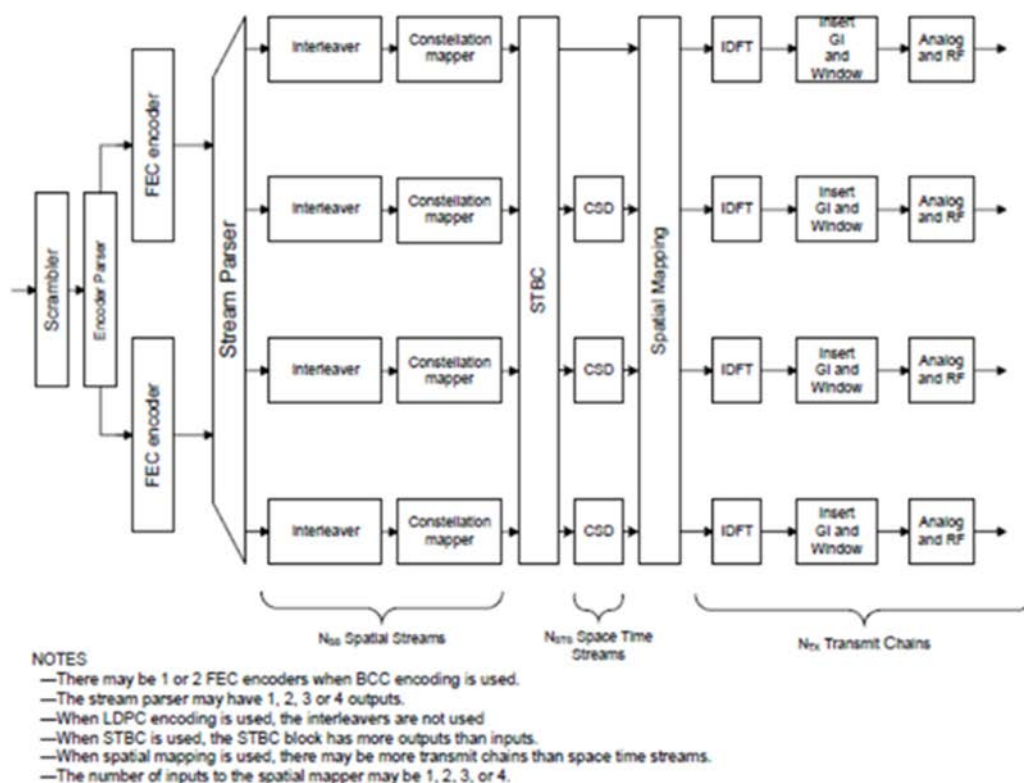 Scrambler
Encoder Parser
FEC encoder
FEC encoder
Stream Parser
Interleaver
Constellation
mapper
Interleaver
Constellation
mapper
Interleaver
Constellation
mapper
Interleaver
Constellation
mapper
STBC
CSD
CSD
CSD
Spatial Mapping
IDFT
Insert
GI
and
Window
Analog
and RF
IDFT
Insert
GI and
Window
Analog
and RF
IDFT
Insert
GI and
Window
Analog
and RF
IDFT
Insert
GI and
Window
Analog
and RF
NSS Spatial Streams
NSTS Space Time
Streams
NTX Transmit Chains
NOTES
—There may be 1 or 2 FEC encoders when BCC encoding is used.
—The stream parser may have 1, 2, 3 or 4 outputs.
—When LDPC encoding is used, the interleavers are not used
—When STBC is used, the STBC block has more outputs than inputs.
—When spatial mapping is used, there may be more transmit chains than space time streams.
—The number of inputs to the spatial mapper may be 1, 2, 3, or 4.